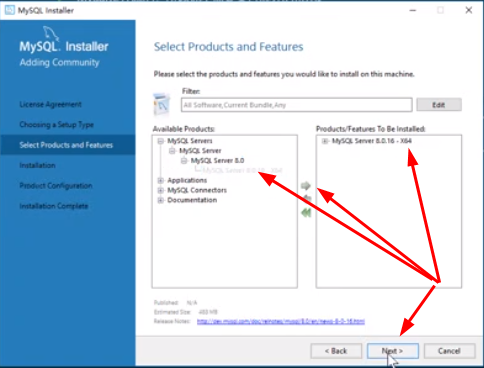 MySQL Installer
MySQL. Installer
Adding Community
License Agreement
Choosing a Setup Type
Select Products and Features
Installation
Product Configuration
Installation Complete
Select Products and Features
Please select the products and features you would like to install on this machine.
Filter:
All Software,Current Bundle,Any
Edit
Available Products:
MySQL Servers
MySQL Server
MySQL Server 8.0
MySQL Server
Applications
MySQL Connectors
Documentation
Products/Features To Be Installed:
MySQL Server 8.0.16 - X64
Published: N/A
Estimated Size:
Release Notes: http://dev.mysql.com/doc/relnotes/mysql/8.0/en/news-8-0-16.html
< Back
Next >
Cancel